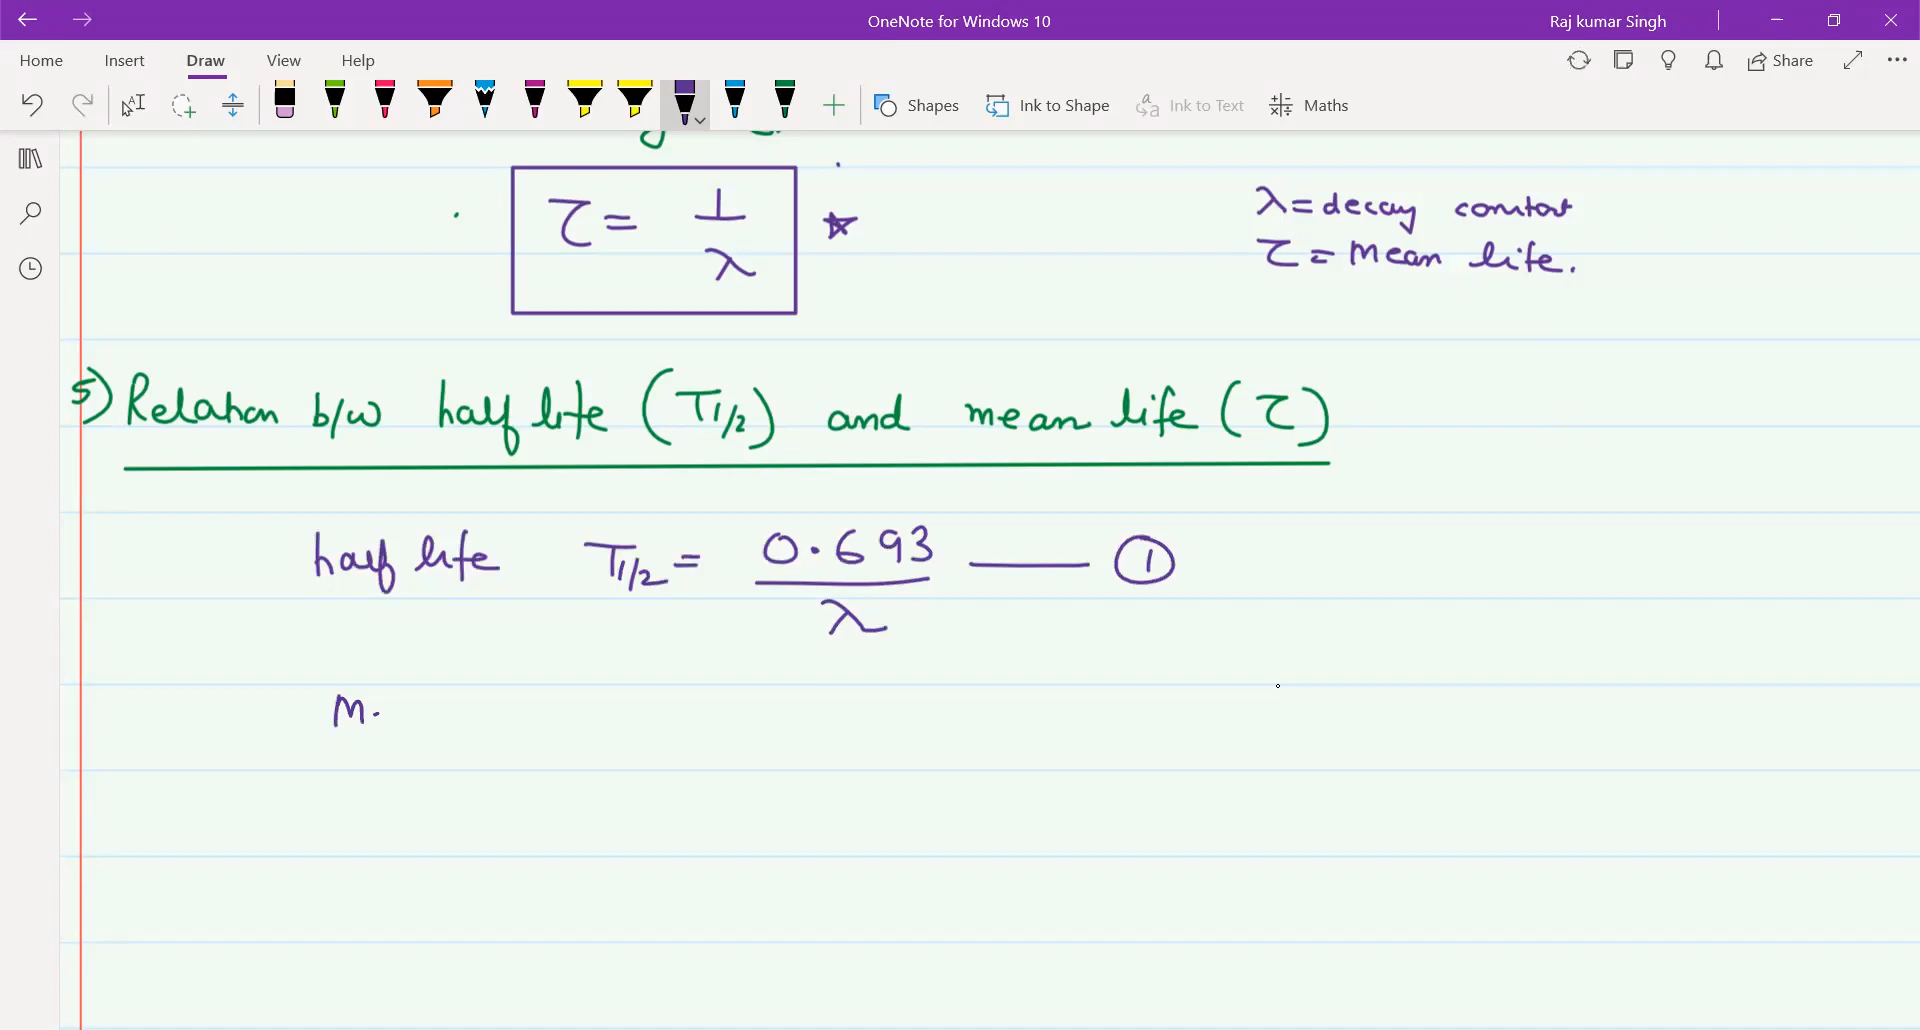 OneNote for Windows 10
Raj kumar Singh
Home Insert Draw View Help
Share
Shapes Ink to Shape Ink to Text Maths
τ = 1/λ
λ = decay
τ = Mean life.
5) Relation b/w half life (T1/2) and mean life (τ)
half life T1/2 = 0.693/λ —— ①
M.